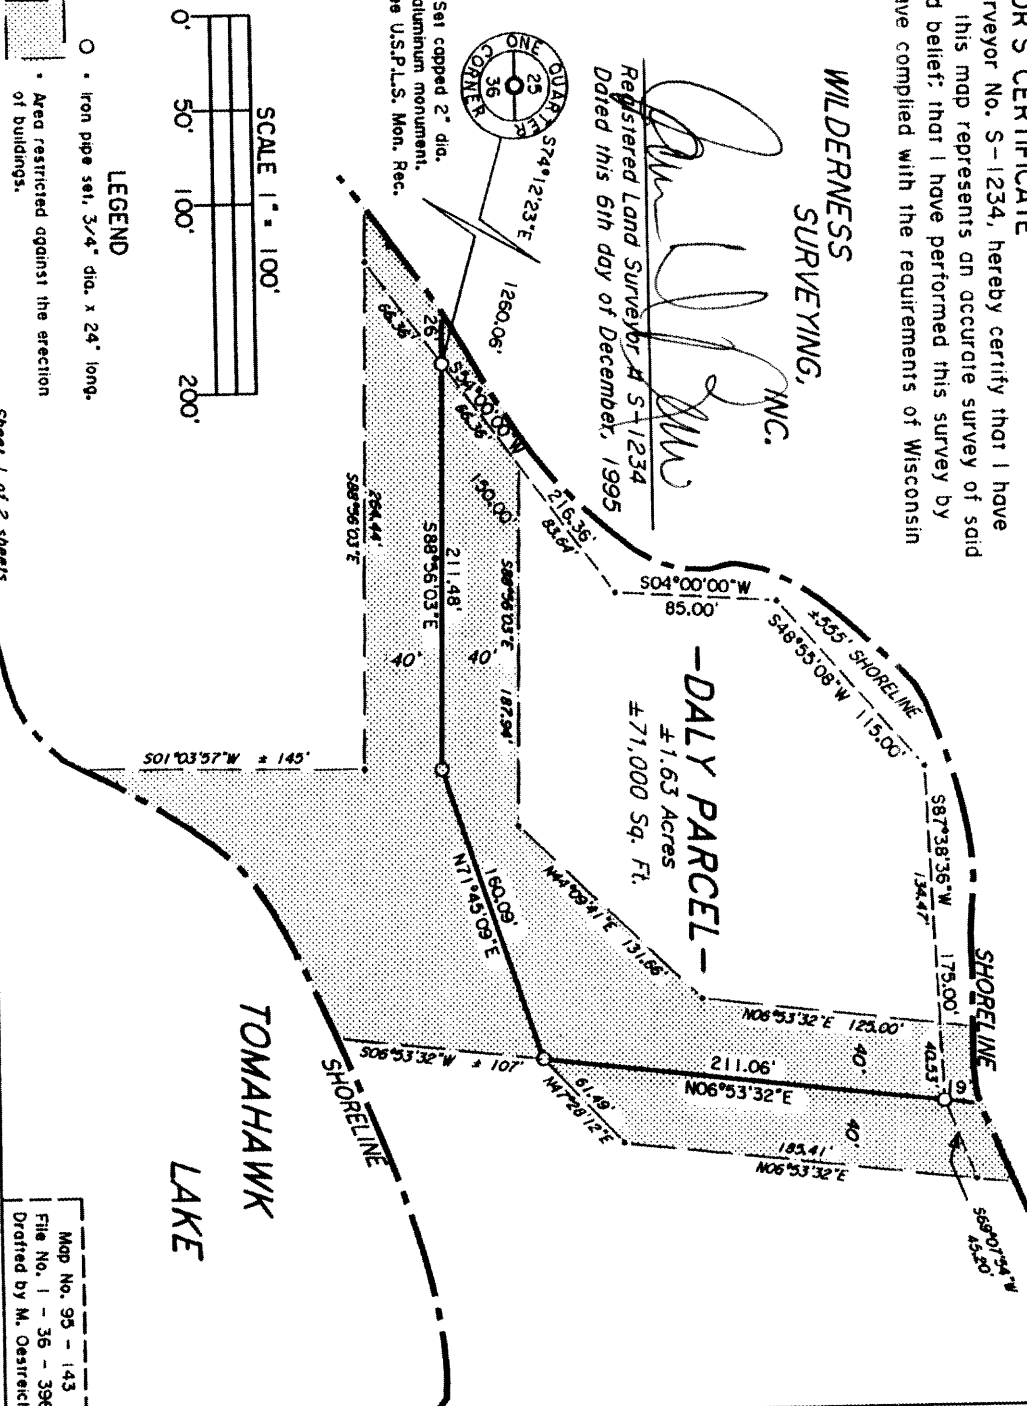 OR'S CERTIFICATE
rveyor No. S-1234, hereby certify that I have
this map represents an accurate survey of said
d belief; that I have performed this survey by
ave complied with the requirements of Wisconsin
WILDERNESS
SURVEYING,
INC.
Registered Land Surveyor # S-1234
Dated this 6th day of December, 1995
ONE QUARTER
CORNER
25
36
Set capped 2" dia.
aluminum monument.
ee U.S.P.L.S. Mon. Rec.
S74°12'23"E
1260.06'
SCALE 1" = 100'
0' 50' 100' 200'
LEGEND
O - Iron pipe set, 3/4" dia. x 24" long.
- Area restricted against the erection
of buildings.
Sheet 1 of 2 sheets
-DALY PARCEL-
±1.63 Acres
±71,000 Sq. Ft.
SHORELINE
±555' SHORELINE
S87°38'36"W 175.00'
134.47'
40.53'
S48°55'08"W 115.00'
S04°00'00"W
85.00'
216.36'
83.64'
150.00'
S54°00'00"W
66.36'
66.36'
26'
211.48'
S88°56'03"E
S88°56'03"E 187.94'
264.44'
S88°56'03"E
40'
40'
S01°03'57"W ± 145'
160.09'
N71°45'09"E
N44°09'41"E 131.66'
N06°53'32"E 125.00'
211.06'
N06°53'32"E
40'
40'
19'
185.41'
N06°53'32"E
61.49'
N47°28'12"E
S06°53'32"W ± 107'
S69°07'54"W
45.20'
SHORELINE
TOMAHAWK
LAKE
Map No. 95 - 143
File No. 1 - 36 - 396
Drafted by M. Oestreich